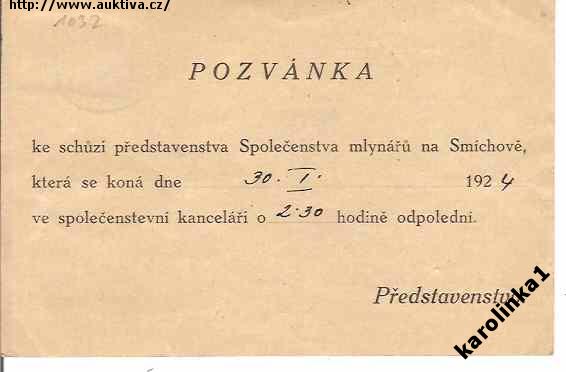 http://www.auktiva.cz/
1032
POZVÁNKA
ke schůzi představenstva Společenstva mlynářů na Smíchově,
která se koná dne 30. I. 1924
ve společenstevní kanceláři o 2·30 hodině odpolední.
Představenstvo
karolinka1